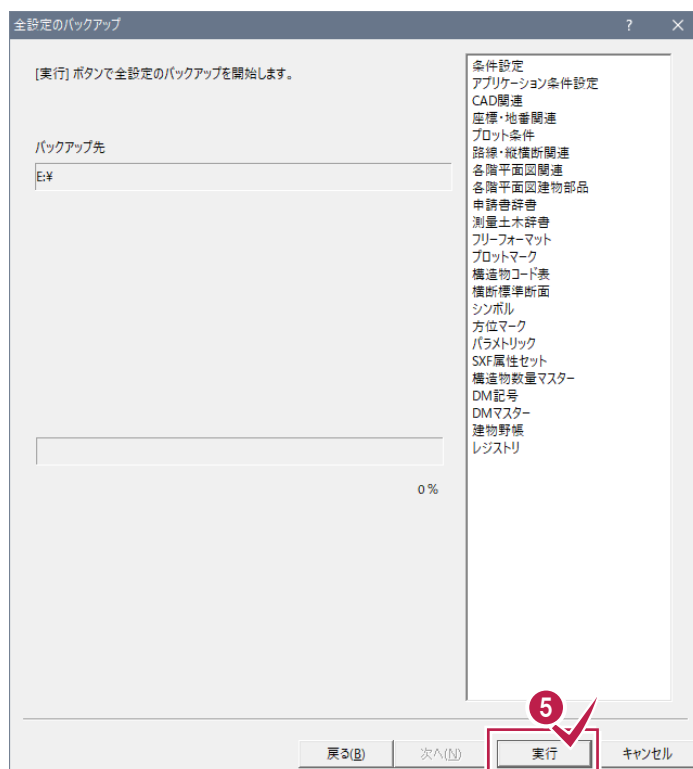 全設定のバックアップ
? ×
[実行] ボタンで全設定のバックアップを開始します。
バックアップ先
E:¥
0 %
条件設定
アプリケーション条件設定
CAD関連
座標・地番関連
プロット条件
路線・縦横断関連
各階平面図関連
各階平面図建物部品
申請書辞書
測量土木辞書
フリーフォーマット
プロットマーク
構造物コード表
横断標準断面
シンボル
方位マーク
パラメトリック
SXF属性セット
構造物数量マスター
DM記号
DMマスター
建物野帳
レジストリ
5
戻る(B) 次へ(N) 実行 キャンセル